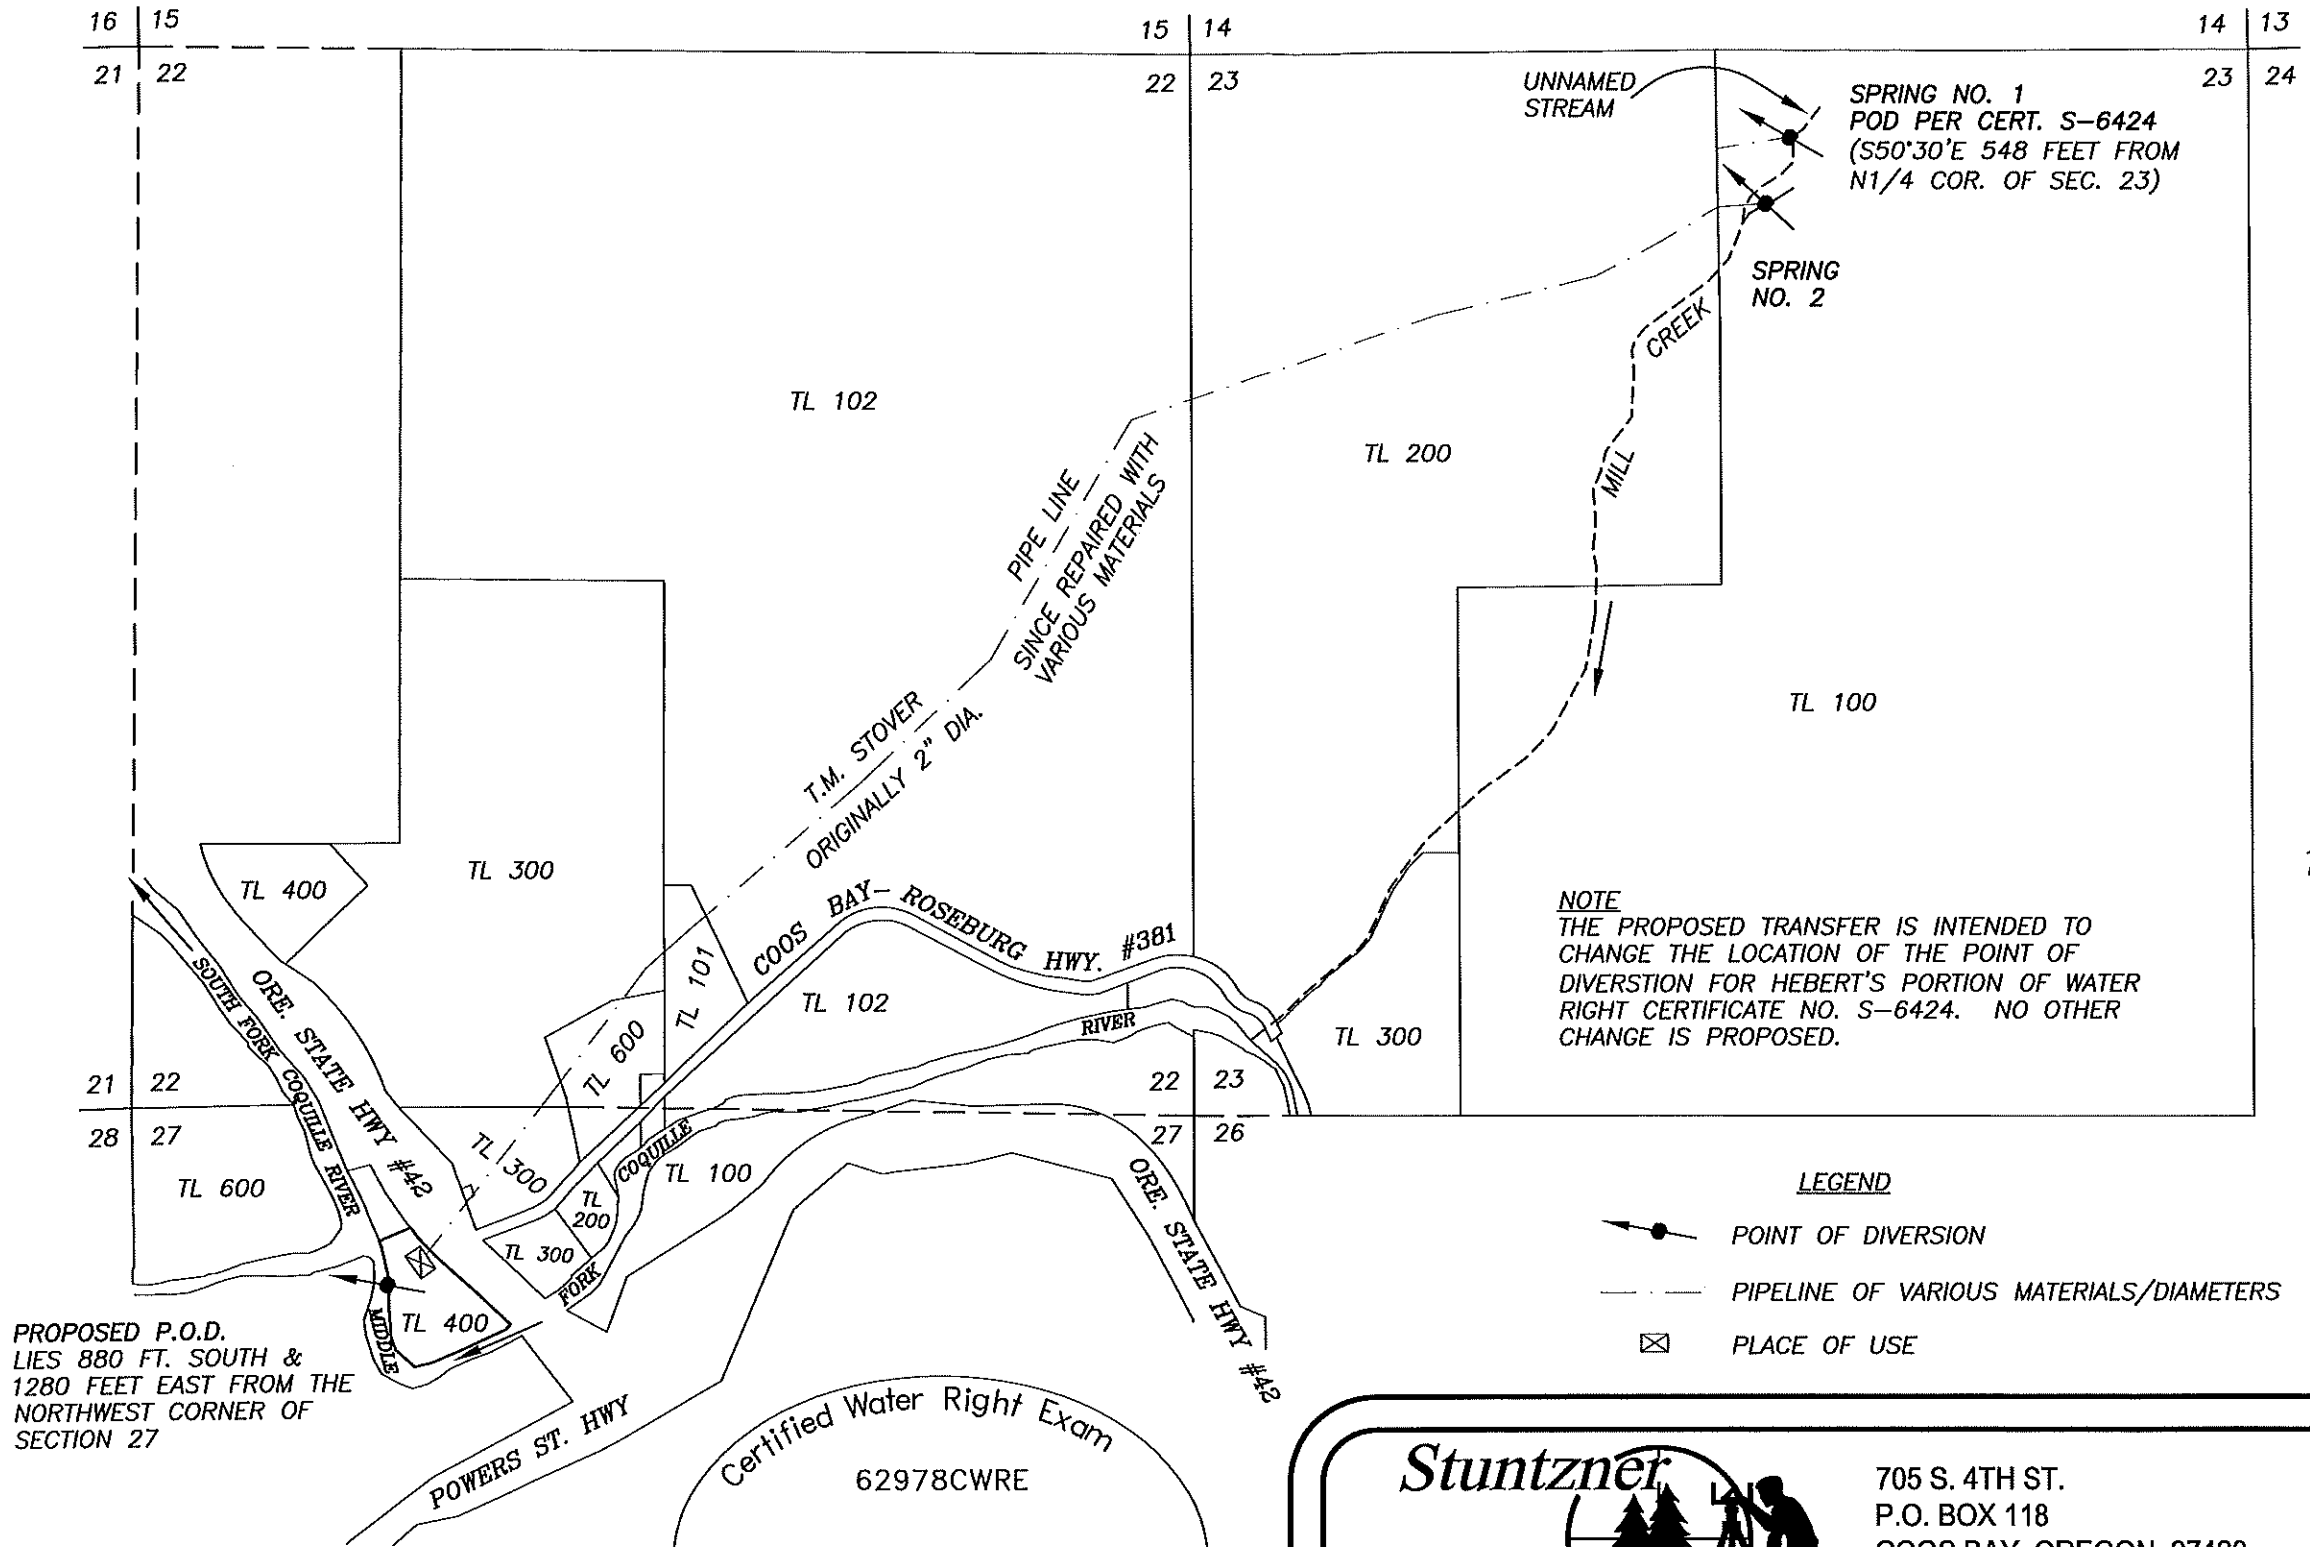 16 15
15 14
14 13
21 22
22 23
23 24
UNNAMED
STREAM
SPRING NO. 1
POD PER CERT. S-6424
(S50°30'E 548 FEET FROM
N1/4 COR. OF SEC. 23)
SPRING
NO. 2
CREEK
MILL
TL 102
TL 200
PIPE LINE
SINCE REPAIRED WITH
VARIOUS MATERIALS
T.M. STOVER
ORIGINALLY 2" DIA.
TL 100
TL 400
TL 300
TL 101
TL 600
COOS BAY- ROSEBURG HWY. #381
TL 102
RIVER
TL 300
NOTE
THE PROPOSED TRANSFER IS INTENDED TO
CHANGE THE LOCATION OF THE POINT OF
DIVERSTION FOR HEBERT'S PORTION OF WATER
RIGHT CERTIFICATE NO. S-6424. NO OTHER
CHANGE IS PROPOSED.
SOUTH FORK COQUILLE RIVER
ORE. STATE HWY #42
21 22
22 23
28 27
27 26
TL 600
TL 300
COQUILLE
TL 100
TL
200
TL 300
FORK
MIDDLE
TL 400
ORE. STATE HWY #42
PROPOSED P.O.D.
LIES 880 FT. SOUTH &
1280 FEET EAST FROM THE
NORTHWEST CORNER OF
SECTION 27
POWERS ST. HWY
LEGEND
POINT OF DIVERSION
PIPELINE OF VARIOUS MATERIALS/DIAMETERS
PLACE OF USE
Certified Water Right Exam
62978CWRE
Stuntzner
705 S. 4TH ST.
P.O. BOX 118
COOS BAY, OREGON 97420